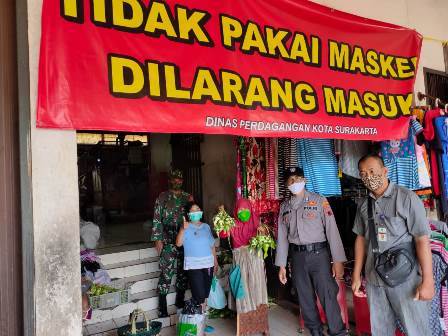 TIDAK PAKAI MASKER
DILARANG MASUK
DINAS PERDAGANGAN KOTA SURAKARTA